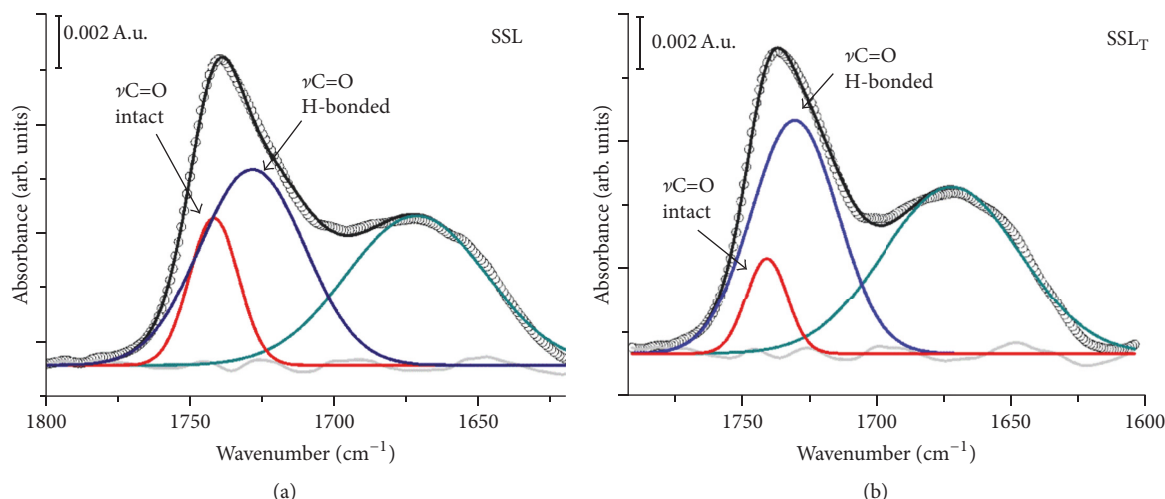 0.002 A.u.
SSL
νC=O
intact
νC=O
H-bonded
Absorbance (arb. units)
1800
1750
1700
1650
Wavenumber (cm⁻¹)
(a)
0.002 A.u.
SSL_T
νC=O
H-bonded
νC=O
intact
Absorbance (arb. units)
1750
1700
1650
1600
Wavenumber (cm⁻¹)
(b)